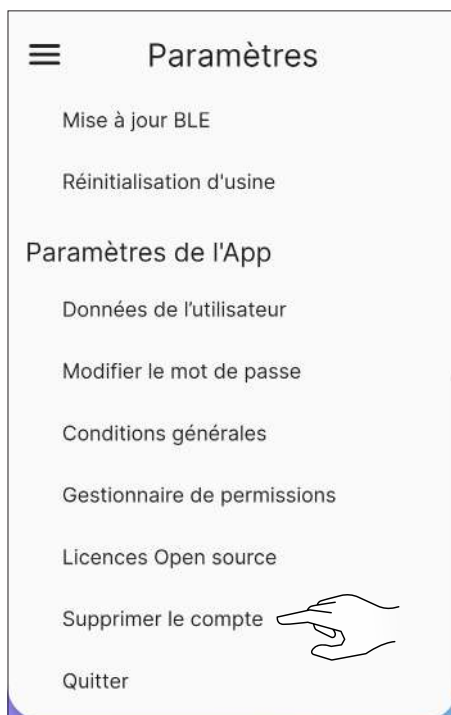 Paramètres
Mise à jour BLE
Réinitialisation d'usine
Paramètres de l'App
Données de l’utilisateur
Modifier le mot de passe
Conditions générales
Gestionnaire de permissions
Licences Open source
Supprimer le compte
Quitter